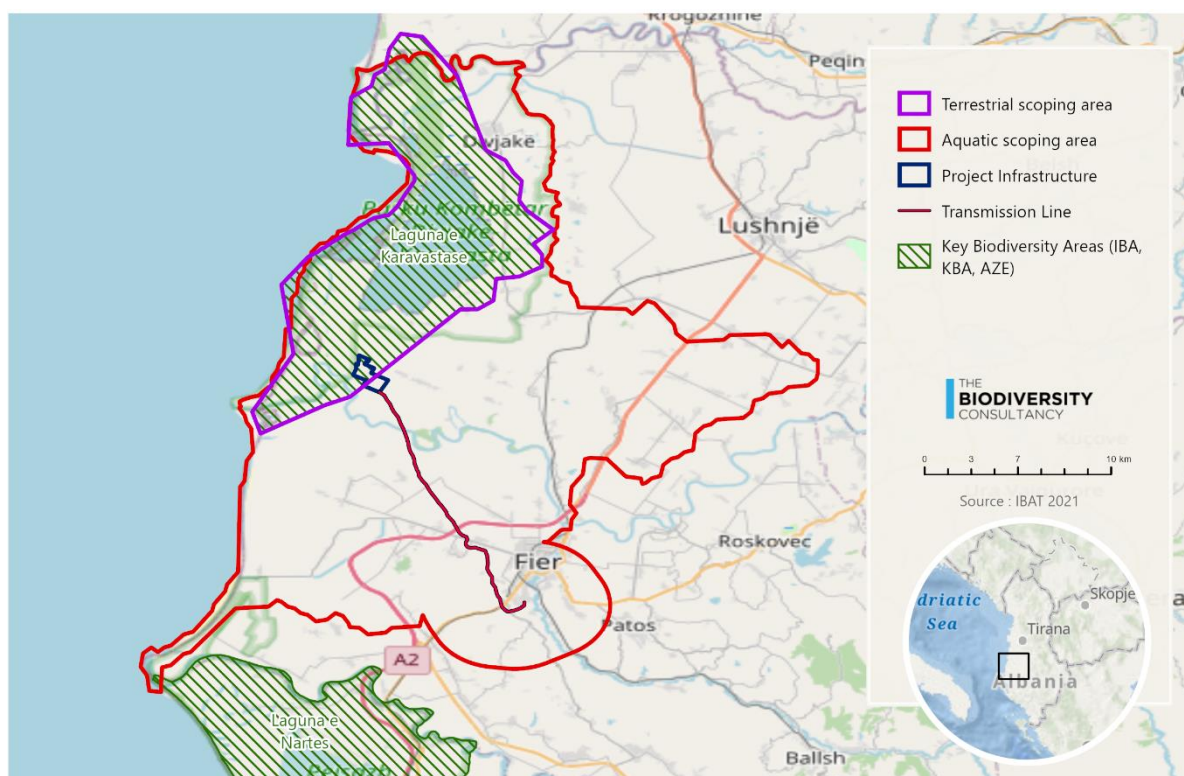 Rrogozhinë
Peqin
Divjakë
Laguna e
Karavastase
Lushnjë
Fier
Roskovec
Patos
A2
Laguna e
Nartes
Ballsh
Terrestrial scoping area
Aquatic scoping area
Project Infrastructure
Transmission Line
Key Biodiversity Areas (IBA,
KBA, AZE)
THE
BIODIVERSITY
CONSULTANCY
0 3 7 10 km
Source : IBAT 2021
driatic
Sea
Skopje
Tirana
Albania